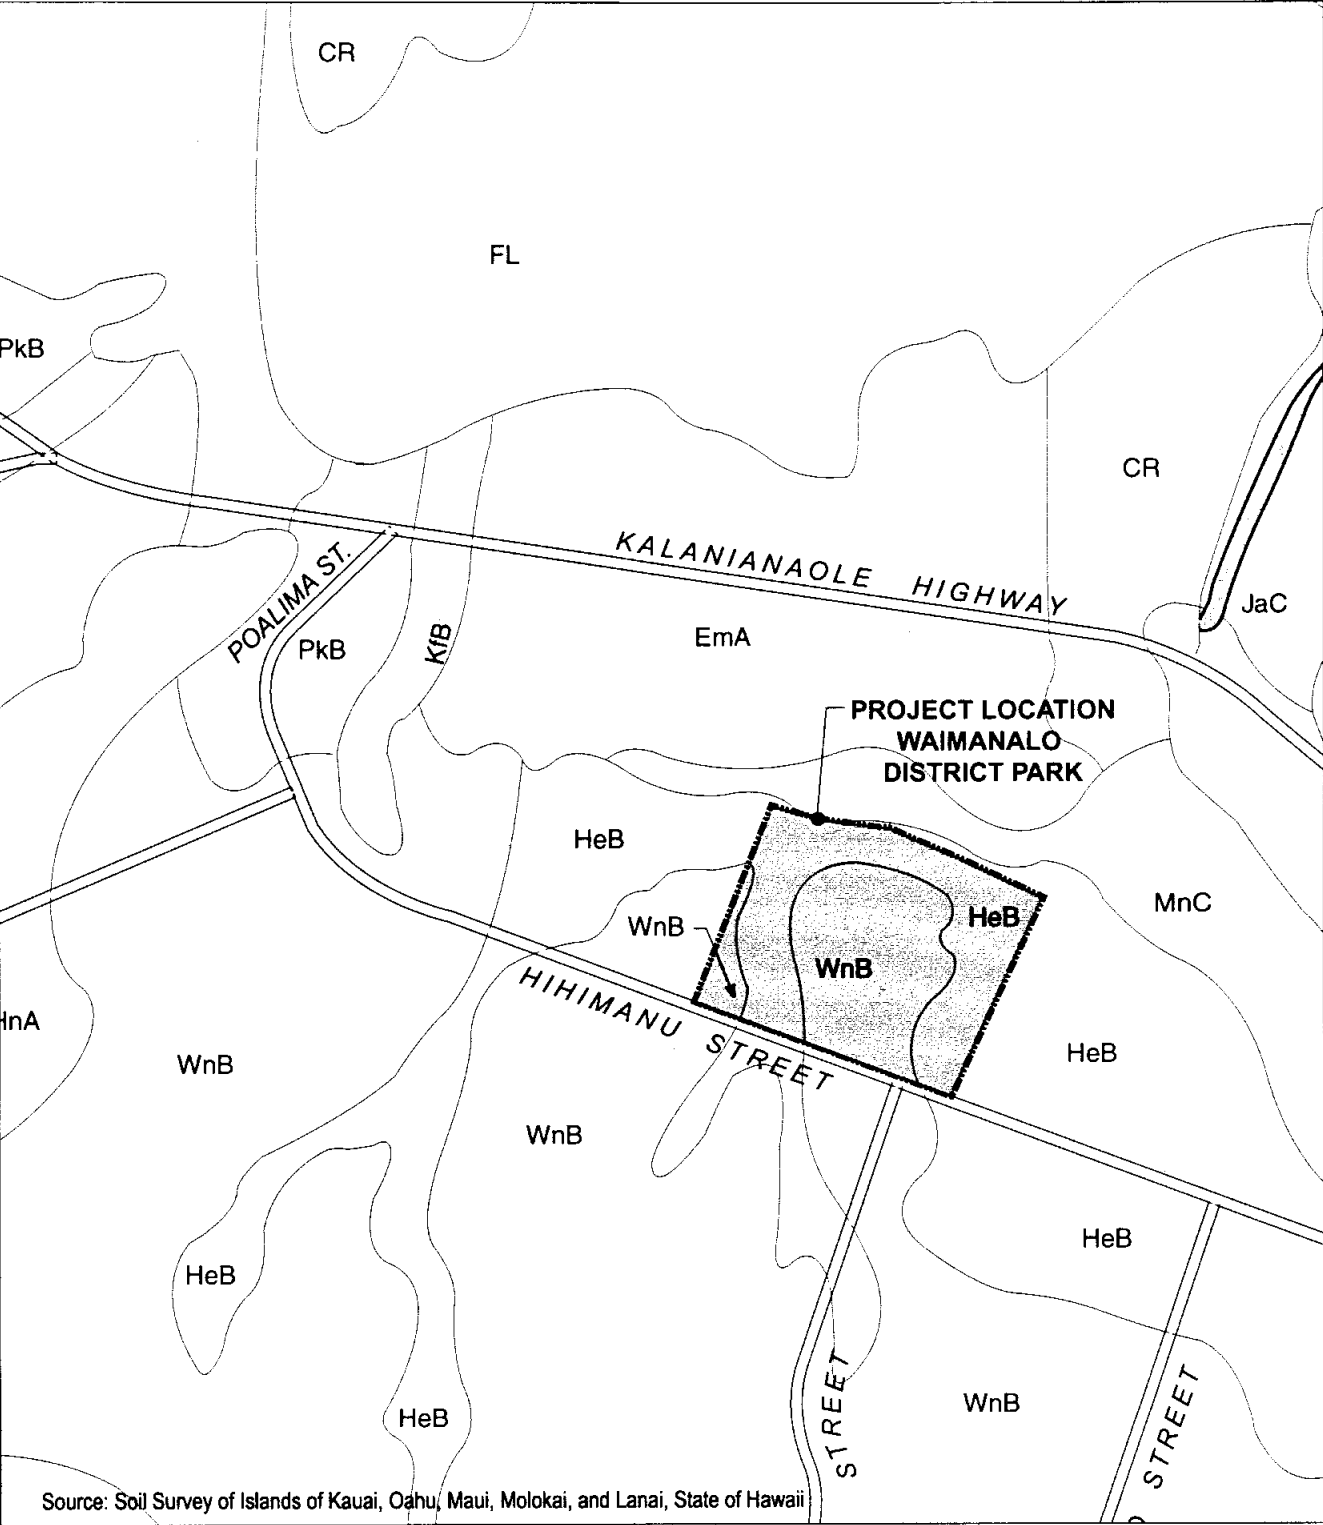 CR
FL
PkB
CR
KALANIANAOLE HIGHWAY
POALIMA ST.
JaC
PkB
KfB
EmA
PROJECT LOCATION
WAIMANALO
DISTRICT PARK
HeB
MnC
WnB
HeB
WnB
HIHIMANU STREET
HnA
WnB
HeB
WnB
HeB
HeB
STREET
WnB
STREET
HeB
Source: Soil Survey of Islands of Kauai, Oahu, Maui, Molokai, and Lanai, State of Hawaii